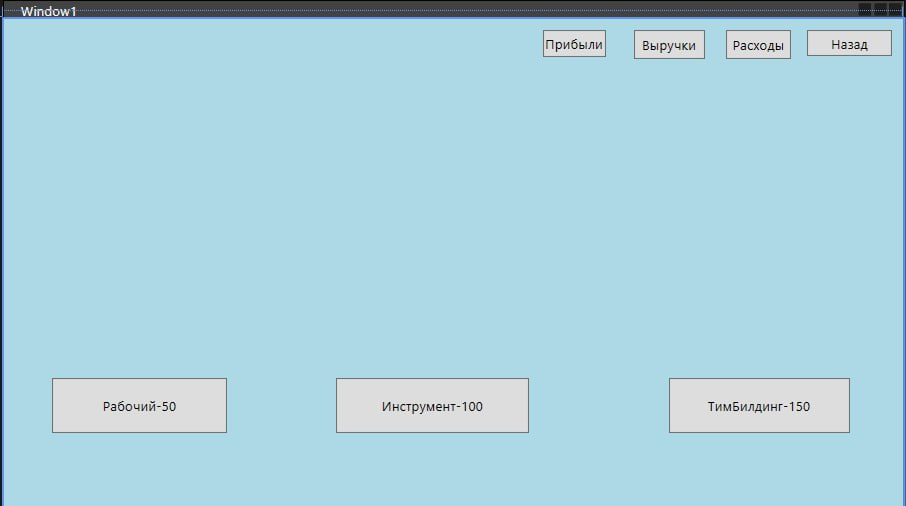 Window1
Прибыли
Выручки
Расходы
Назад
Рабочий-50
Инструмент-100
ТимБилдинг-150